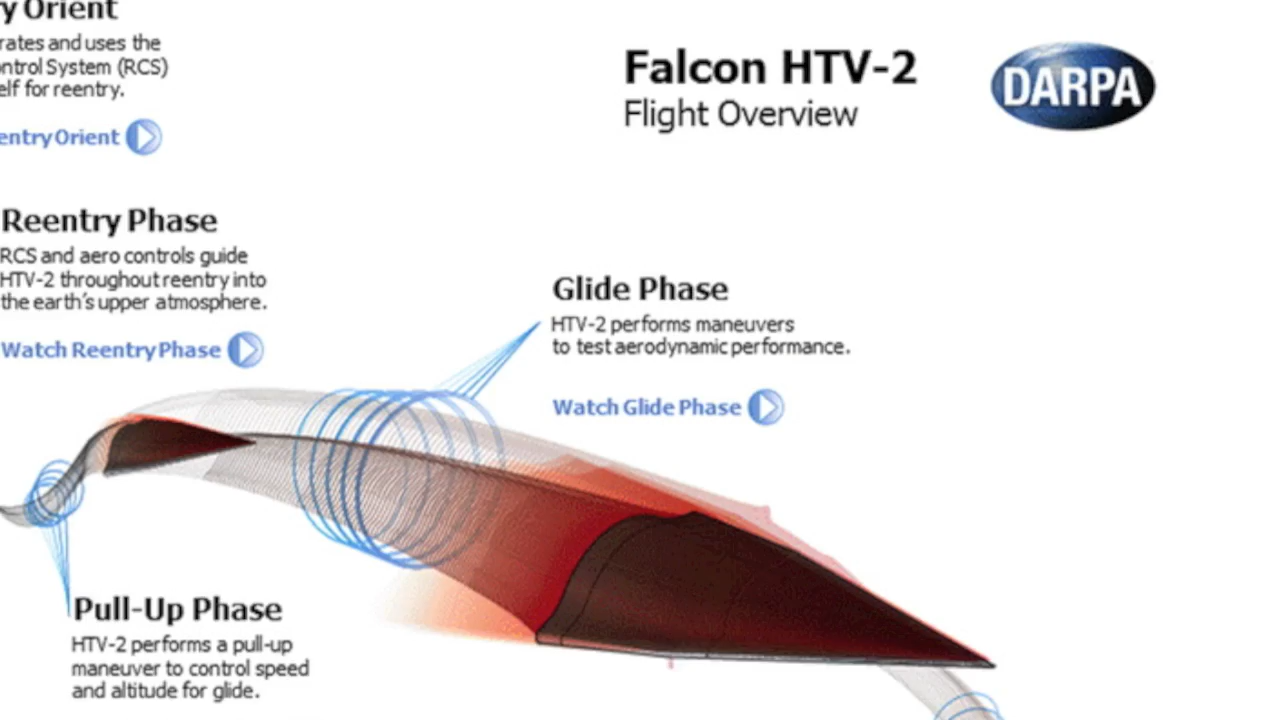 ry Orient
rates and uses the
ontrol System (RCS)
elf for reentry.
entry Orient
Falcon HTV-2
Flight Overview
DARPA
Reentry Phase
RCS and aero controls guide
HTV-2 throughout reentry into
the earth's upper atmosphere.
Watch Reentry Phase
Glide Phase
HTV-2 performs maneuvers
to test aerodynamic performance.
Watch Glide Phase
Pull-Up Phase
HTV-2 performs a pull-up
maneuver to control speed
and altitude for glide.